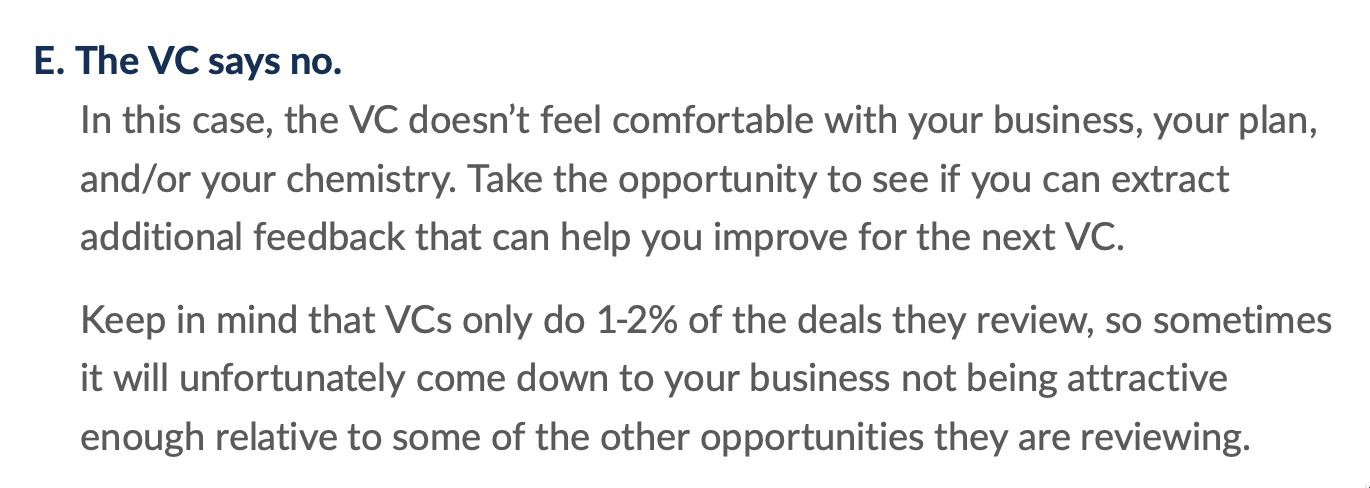 E. The VC says no.
In this case, the VC doesn’t feel comfortable with your business, your plan,
and/or your chemistry. Take the opportunity to see if you can extract
additional feedback that can help you improve for the next VC.
Keep in mind that VCs only do 1-2% of the deals they review, so sometimes
it will unfortunately come down to your business not being attractive
enough relative to some of the other opportunities they are reviewing.